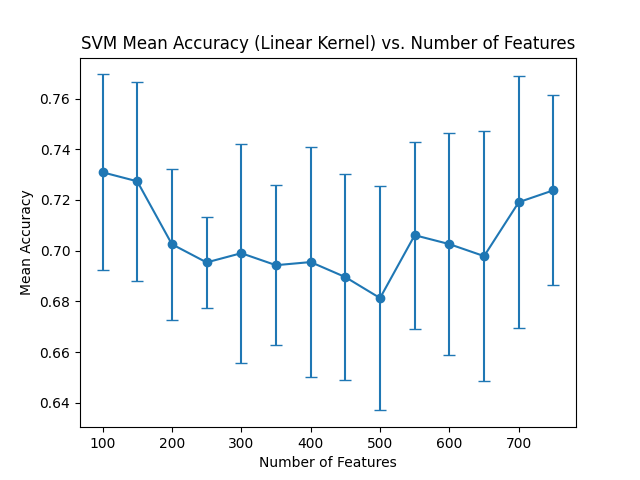 SVM Mean Accuracy (Linear Kernel) vs. Number of Features
0.76
0.74
0.72
0.70
0.68
0.66
0.64
Mean Accuracy
100 200 300 400 500 600 700
Number of Features